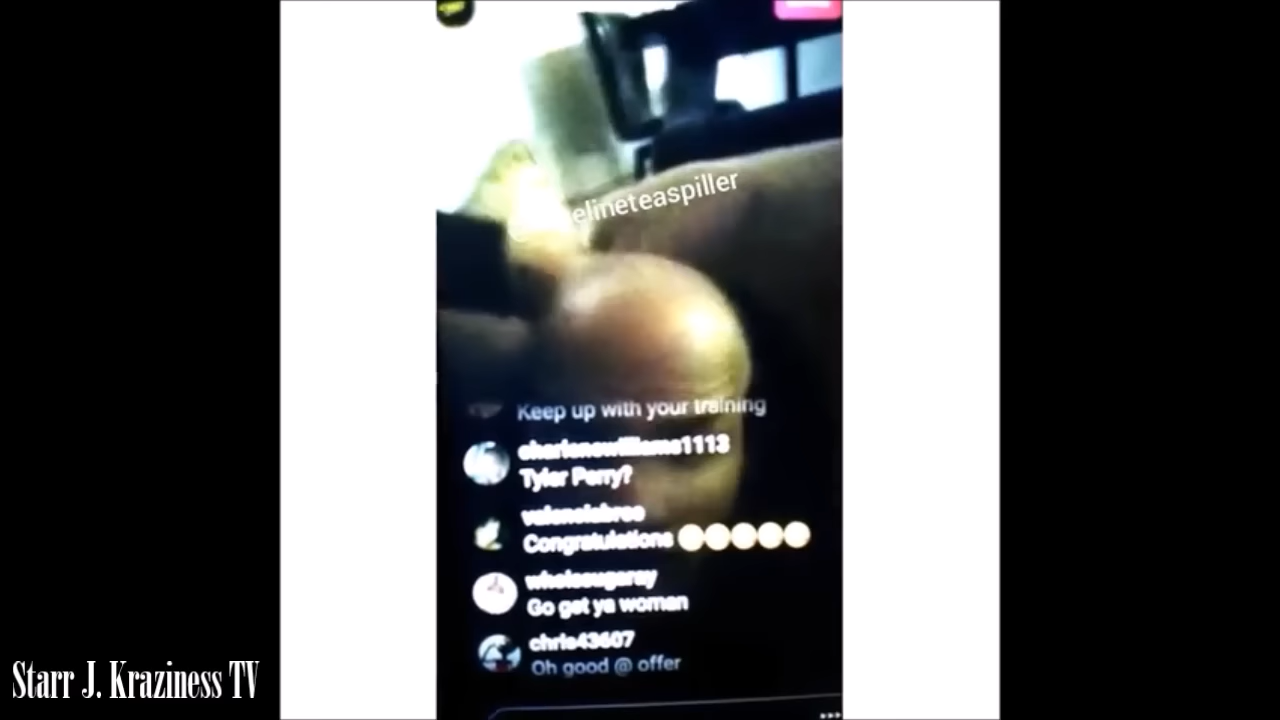 elineteaspiller
Keep up with your training
charlenewilliams1113
Tyler Perry?
Congratulations
Go get ya woman
chris43607
Oh good @ offer
Starr J. Kraziness TV